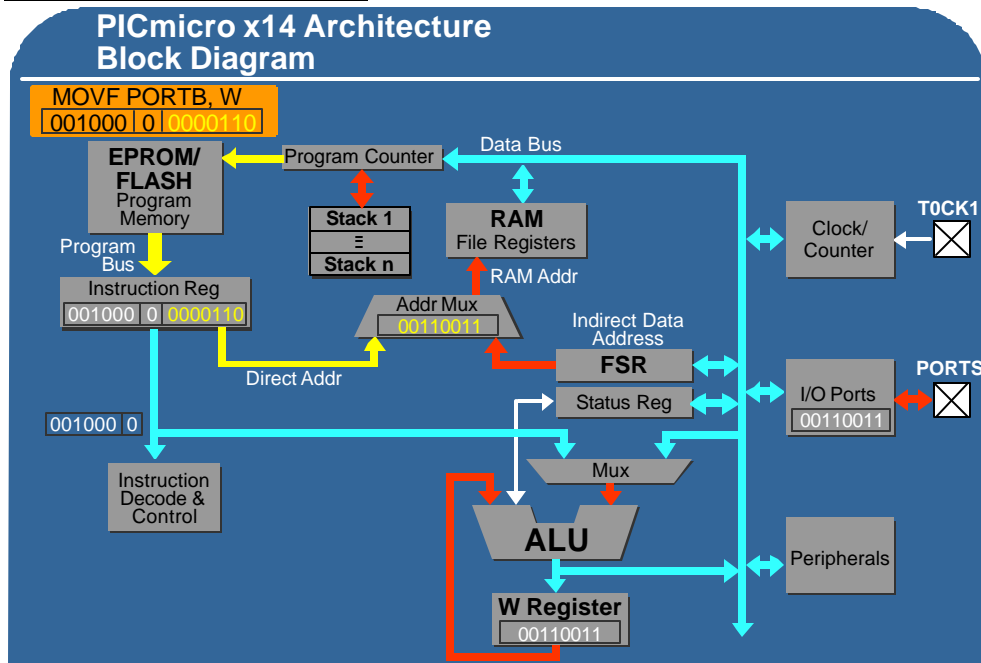 PICmicro x14 Architecture
Block Diagram
MOVF PORTB, W
001000 0 0000110
EPROM/
FLASH
Program
Memory
Program Counter
Data Bus
Stack 1
Ξ
Stack n
RAM
File Registers
T0CK1
Clock/
Counter
Program
Bus
Instruction Reg
001000 0 0000110
RAM Addr
Addr Mux
00110011
Indirect Data
Address
FSR
Direct Addr
Status Reg
PORTS
I/O Ports
00110011
001000 0
Instruction
Decode &
Control
Mux
ALU
Peripherals
W Register
00110011